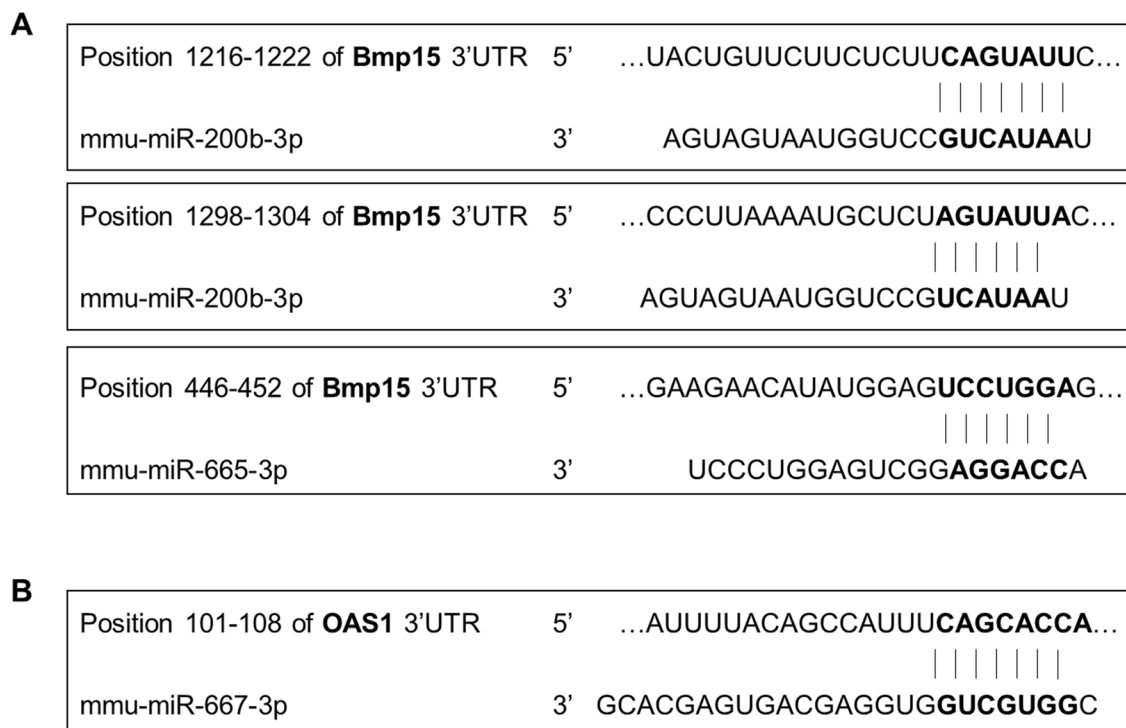 A
Position 1216-1222 of Bmp15 3'UTR 5' ...UACUGUUCUUCUCUUCAGUAUUC...
mmu-miR-200b-3p 3' AGUAGUAAUGGUCCGUCAUAAU
Position 1298-1304 of Bmp15 3'UTR 5' ...CCCUUAAAAUGCUCUAGUAUUAC...
mmu-miR-200b-3p 3' AGUAGUAAUGGUCCGUCAUAAU
Position 446-452 of Bmp15 3'UTR 5' ...GAAGAACAUAUGGAGUCCUGGAG...
mmu-miR-665-3p 3' UCCCUGGAGUCGGAGGACCA
B
Position 101-108 of OAS1 3'UTR 5' ...AUUUUACAGCCAUUUCAGCACCA...
mmu-miR-667-3p 3' GCACGAGUGACGAGGUGGUCGUGGC